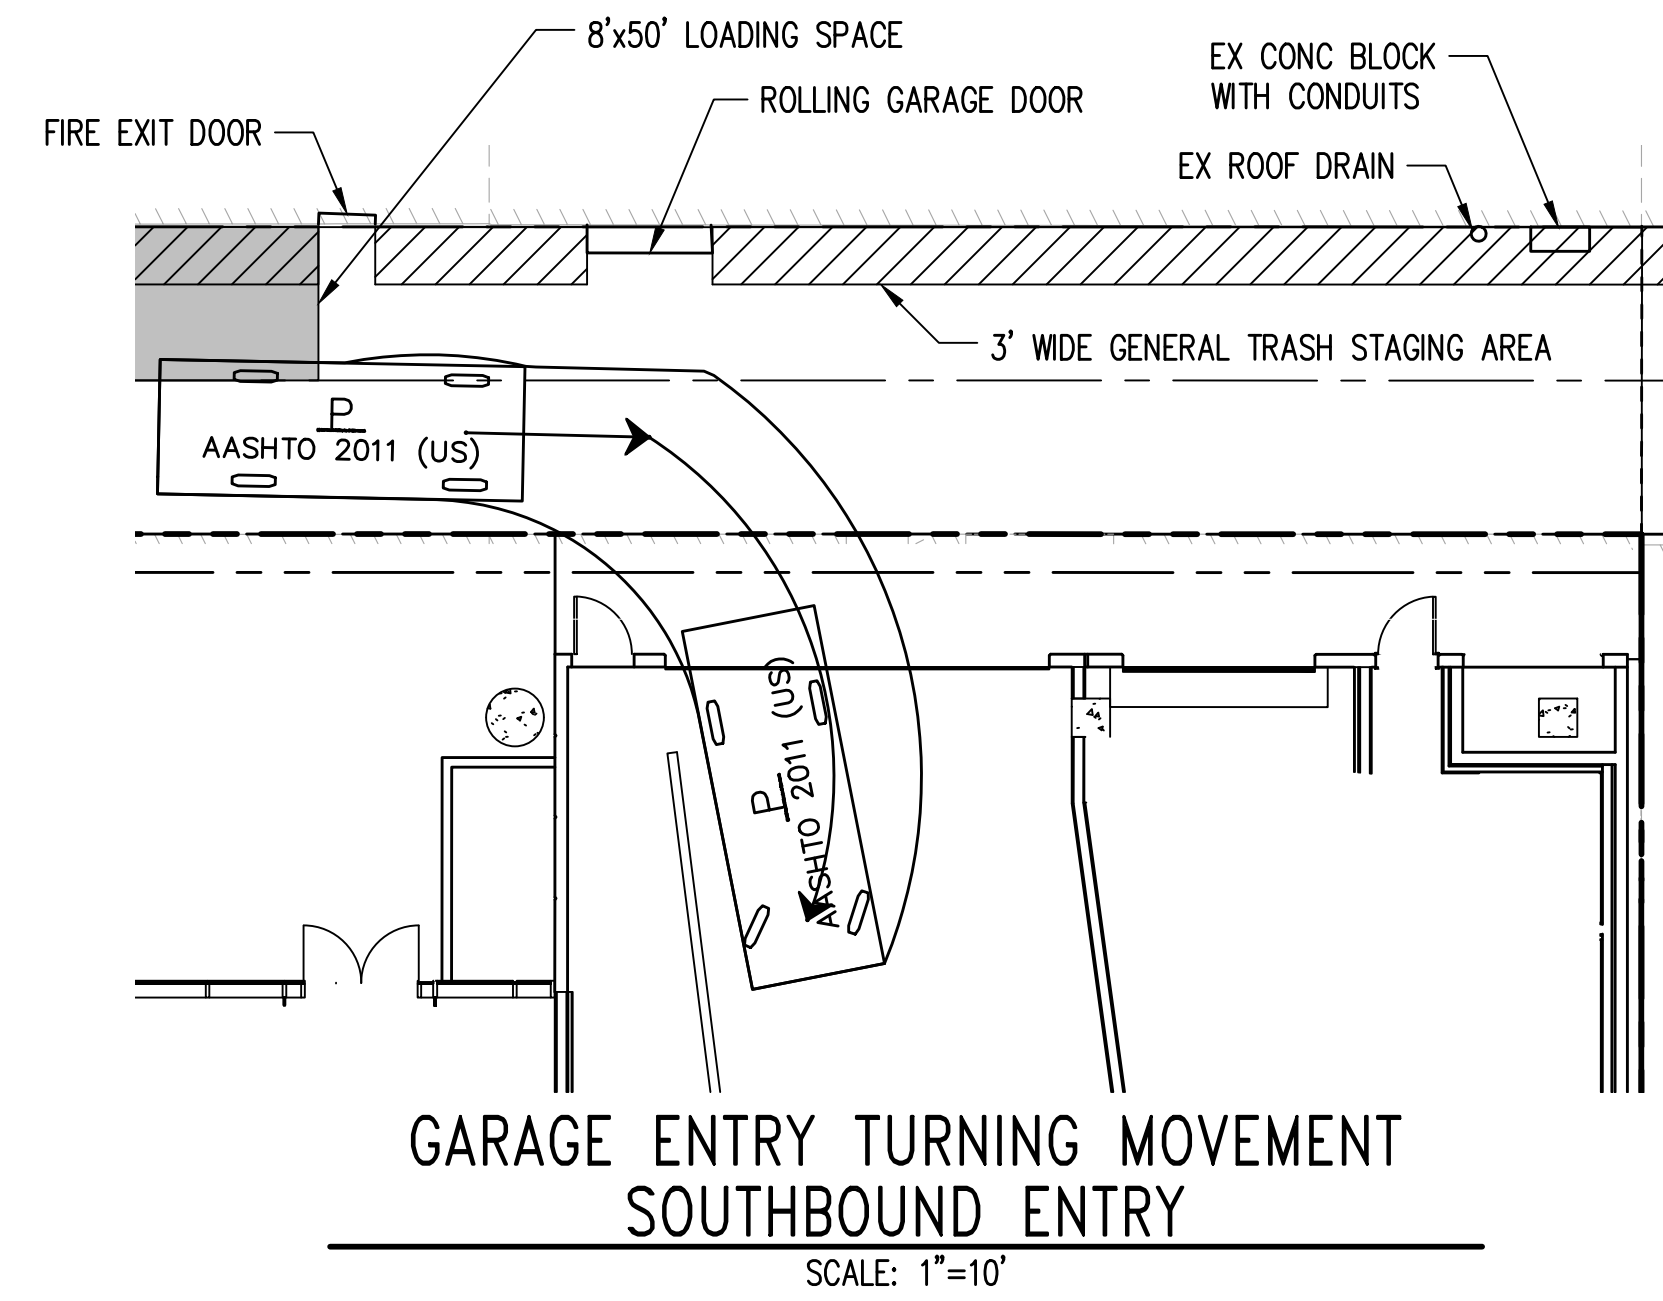 8'x50' LOADING SPACE
EX CONC BLOCK
WITH CONDUITS
ROLLING GARAGE DOOR
FIRE EXIT DOOR
EX ROOF DRAIN
3' WIDE GENERAL TRASH STAGING AREA
P
AASHTO 2011 (US)
P
AASHTO 2011 (US)
GARAGE ENTRY TURNING MOVEMENT
SOUTHBOUND ENTRY
SCALE: 1"=10'